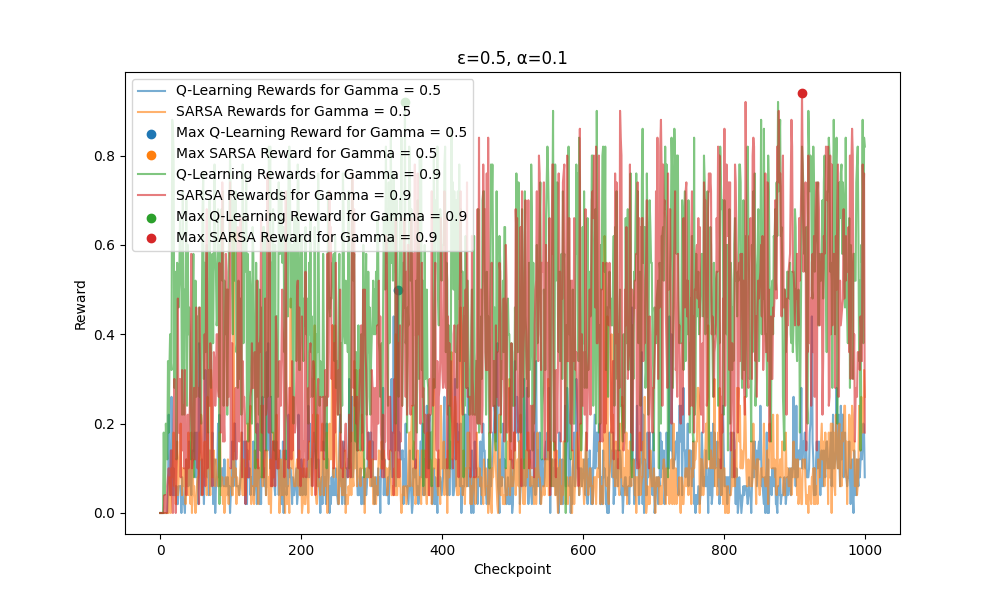 ε=0.5, α=0.1
Q-Learning Rewards for Gamma = 0.5
SARSA Rewards for Gamma = 0.5
Max Q-Learning Reward for Gamma = 0.5
Max SARSA Reward for Gamma = 0.5
Q-Learning Rewards for Gamma = 0.9
SARSA Rewards for Gamma = 0.9
Max Q-Learning Reward for Gamma = 0.9
Max SARSA Reward for Gamma = 0.9
Reward
0.8
0.6
0.4
0.2
0.0
0 200 400 600 800 1000
Checkpoint